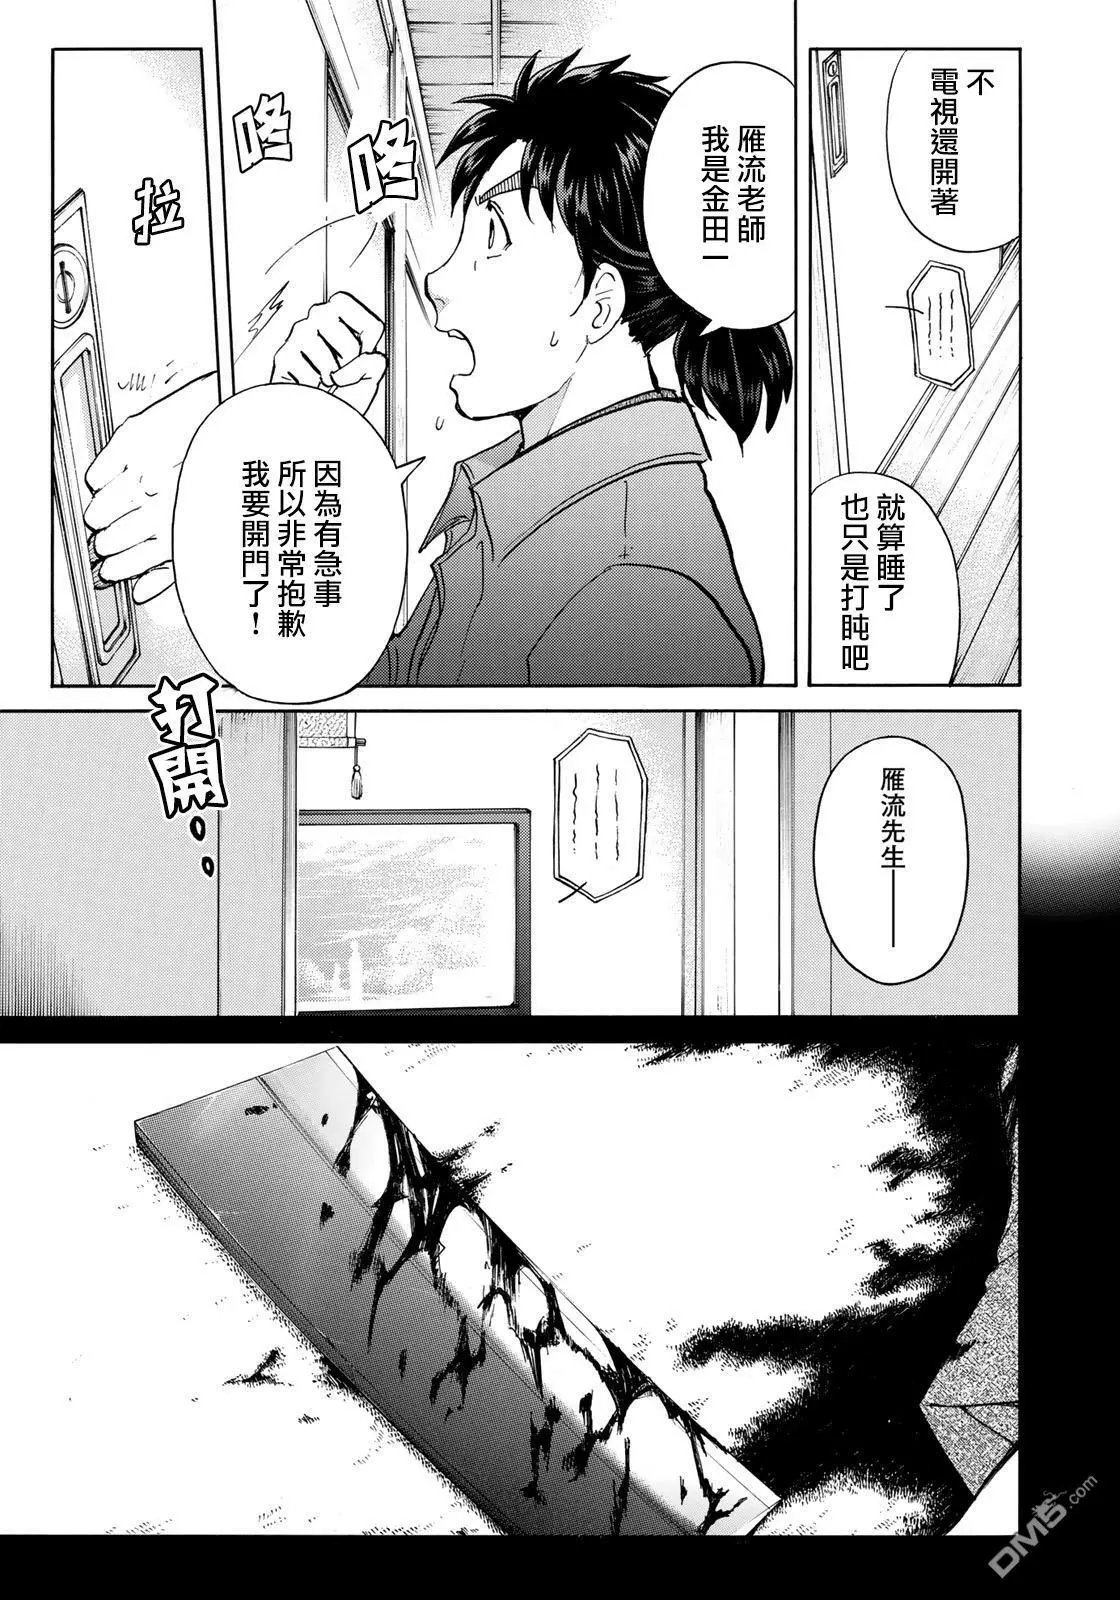 不
電視還開著
就算睡了
也只是打盹吧
雁流老師
我是金田一
咚
咚
因為有急事
所以非常抱歉
我要開門了！
拉
打開。。
雁流先生——
DM5.com